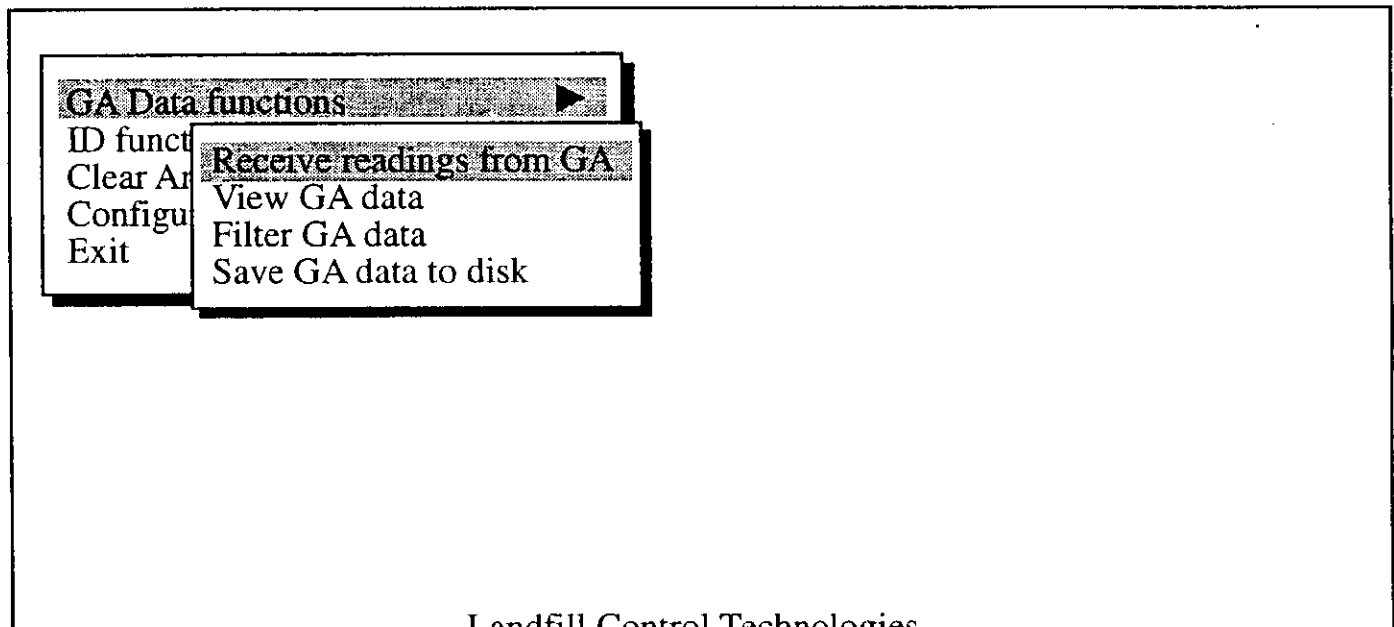 GA Data functions
ID funct
Clear Ar
Configu
Exit
Receive readings from GA
View GA data
Filter GA data
Save GA data to disk
Landfill Control Technologies